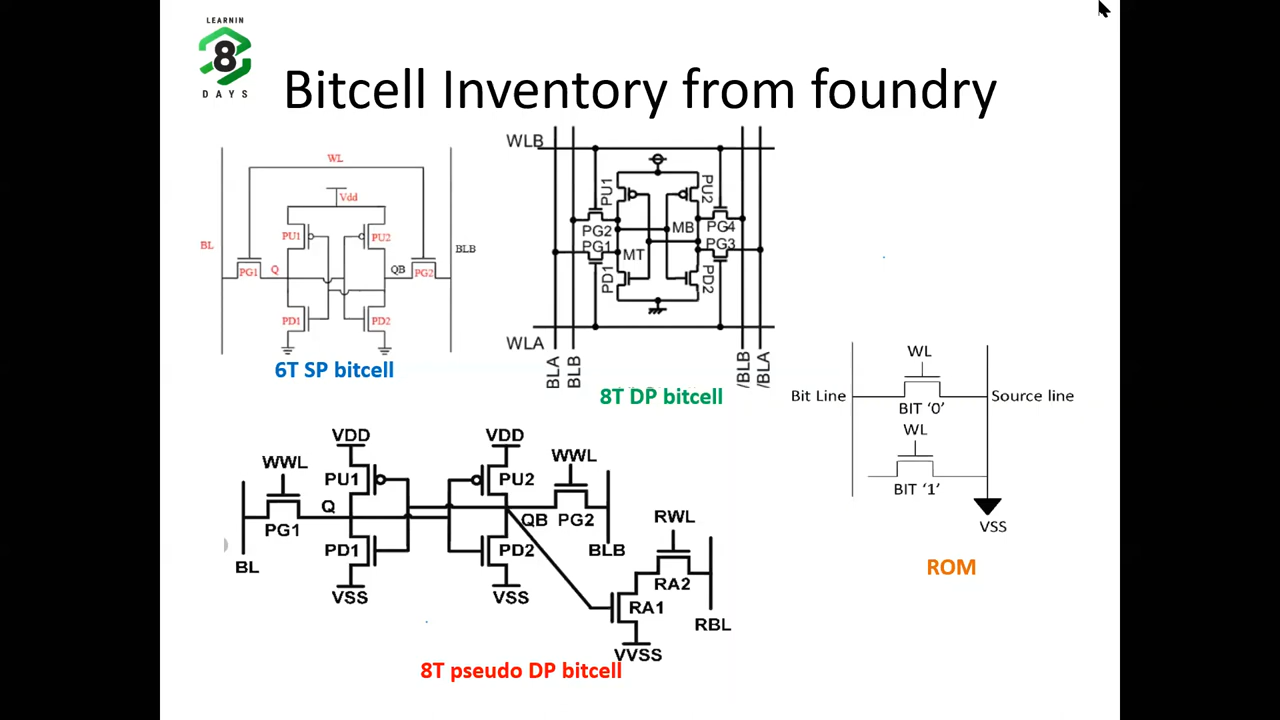 LEARNIN
8
DAYS
Bitcell Inventory from foundry
WL
Vdd
PU1
PU2
BL
BLB
PG1
Q
QB
PG2
PD1
PD2
6T SP bitcell
WLB
PU1
PU2
PG2
MB
PG4
PG1
PG3
MT
PD1
PD2
WLA
BLA
BLB
/BLB
/BLA
8T DP bitcell
WL
Bit Line
Source line
BIT ‘0’
WL
BIT ‘1’
VSS
ROM
VDD
VDD
WWL
PU1
PU2
WWL
Q
PG1
QB
PG2
PD1
PD2
BL
BLB
VSS
VSS
RWL
RA2
RA1
RBL
VVSS
8T pseudo DP bitcell